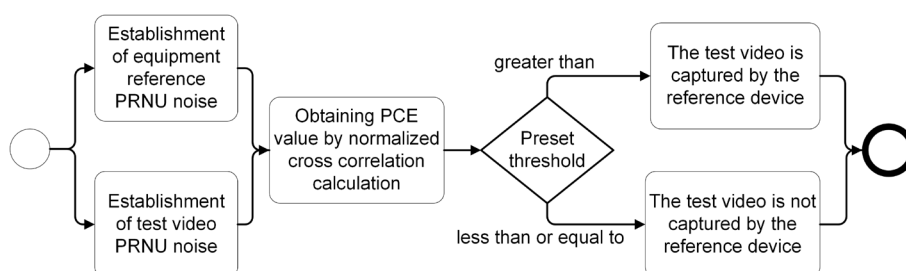 Establishment
of equipment
reference
PRNU noise
Establishment
of test video
PRNU noise
Obtaining PCE
value by normalized
cross correlation
calculation
greater than
Preset
threshold
less than or equal to
The test video is
captured by the
reference device
The test video is not
captured by the
reference device